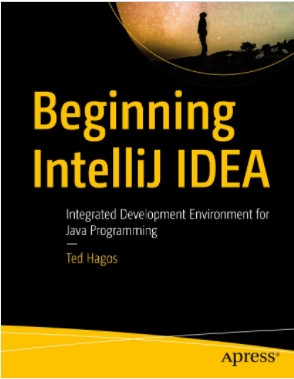 Beginning
IntelliJ IDEA
Integrated Development Environment for
Java Programming
Ted Hagos
APRESS®